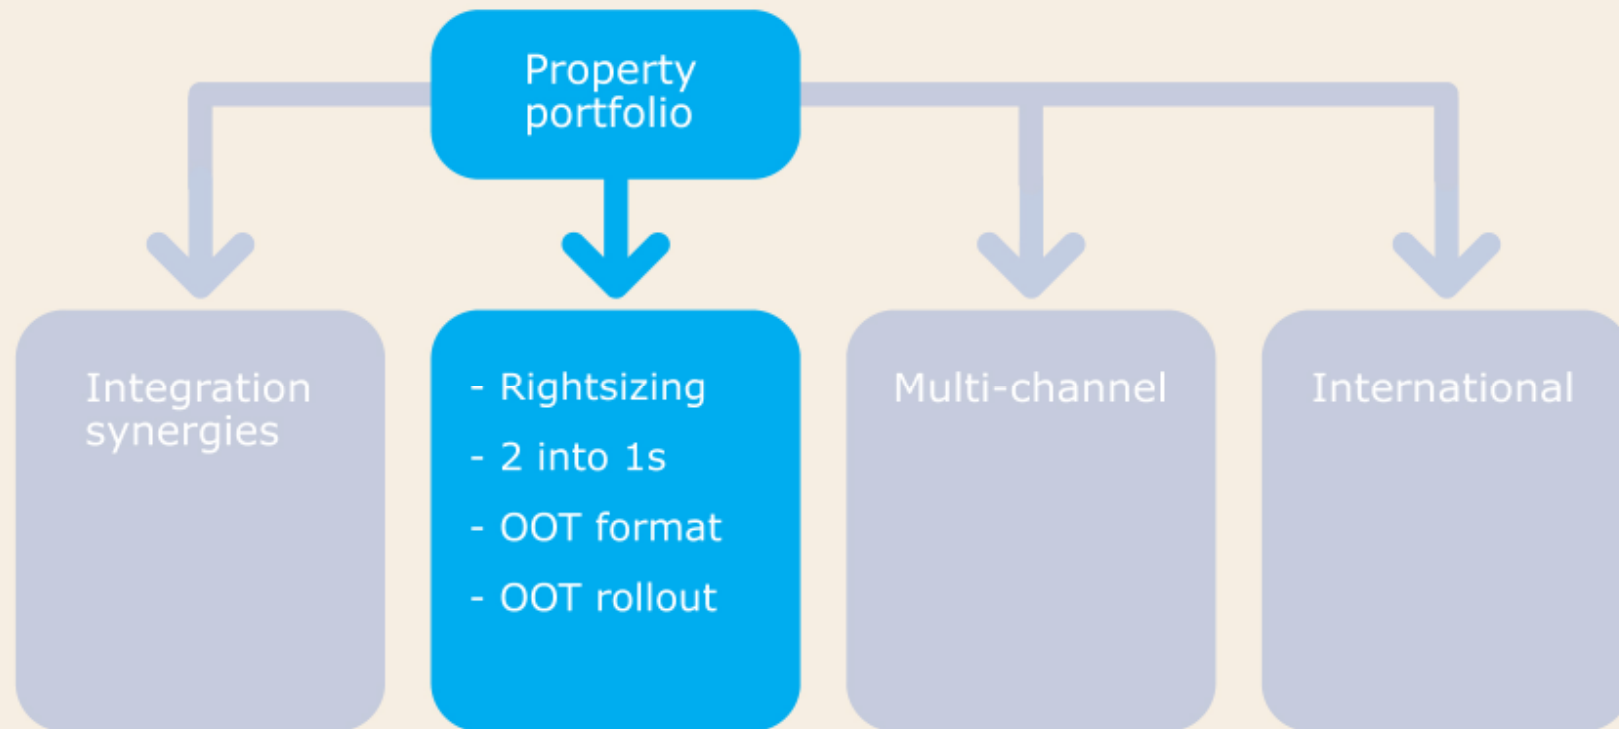 Property
portfolio
Integration
synergies
- Rightsizing
- 2 into 1s
- OOT format
- OOT rollout
Multi-channel
International